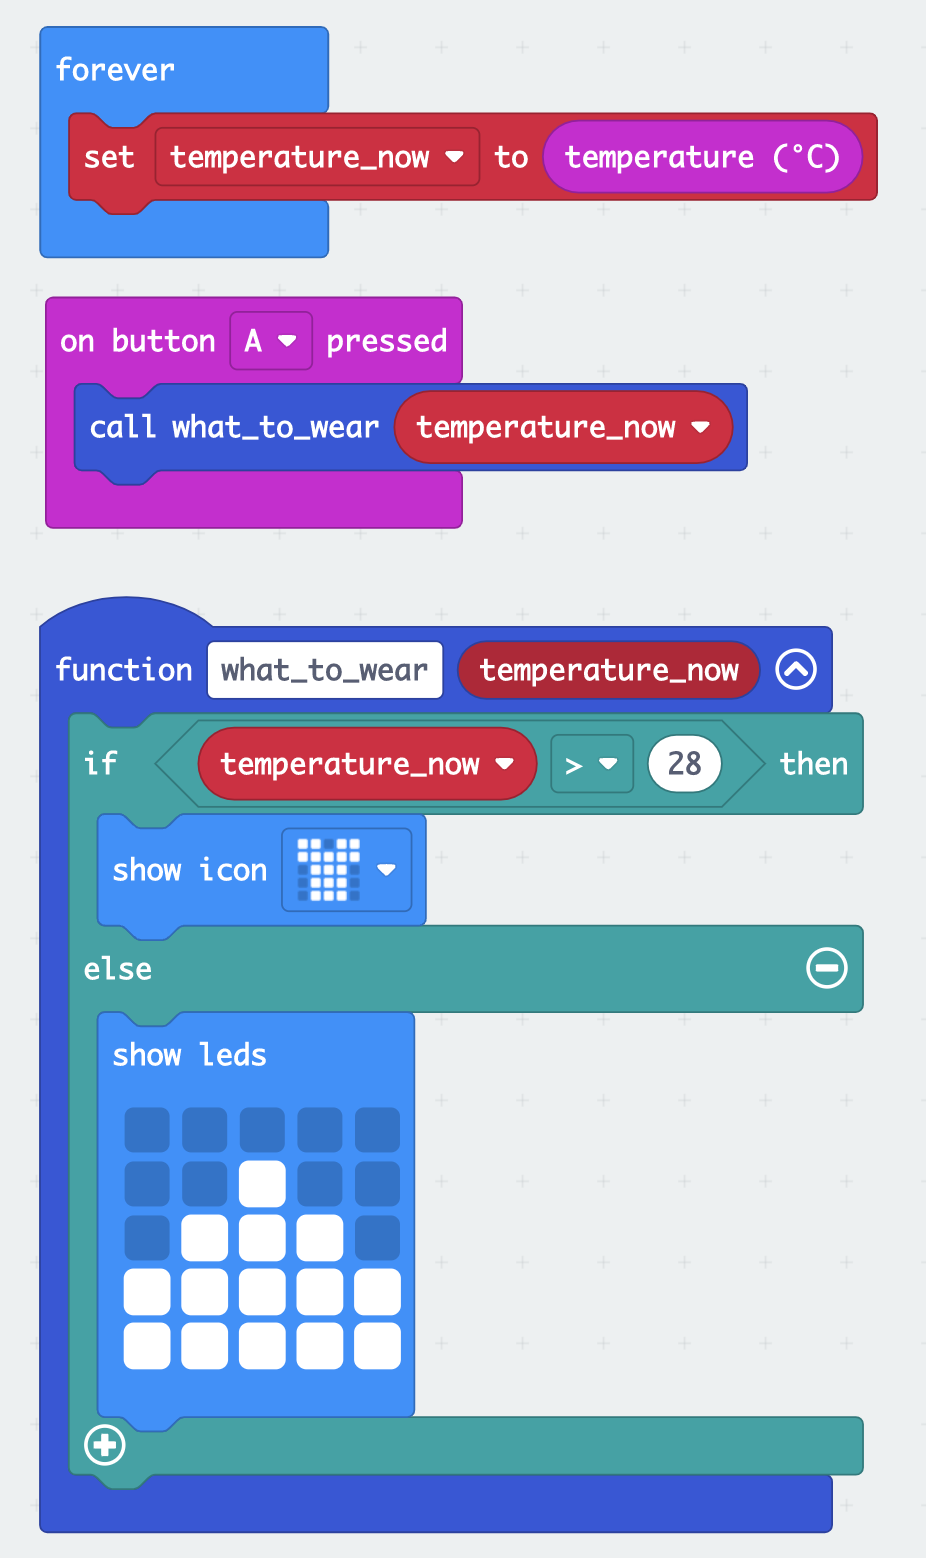 forever
set temperature_now to temperature (°C)
on button A pressed
call what_to_wear temperature_now
function what_to_wear temperature_now
if temperature_now > 28 then
show icon
else
show leds